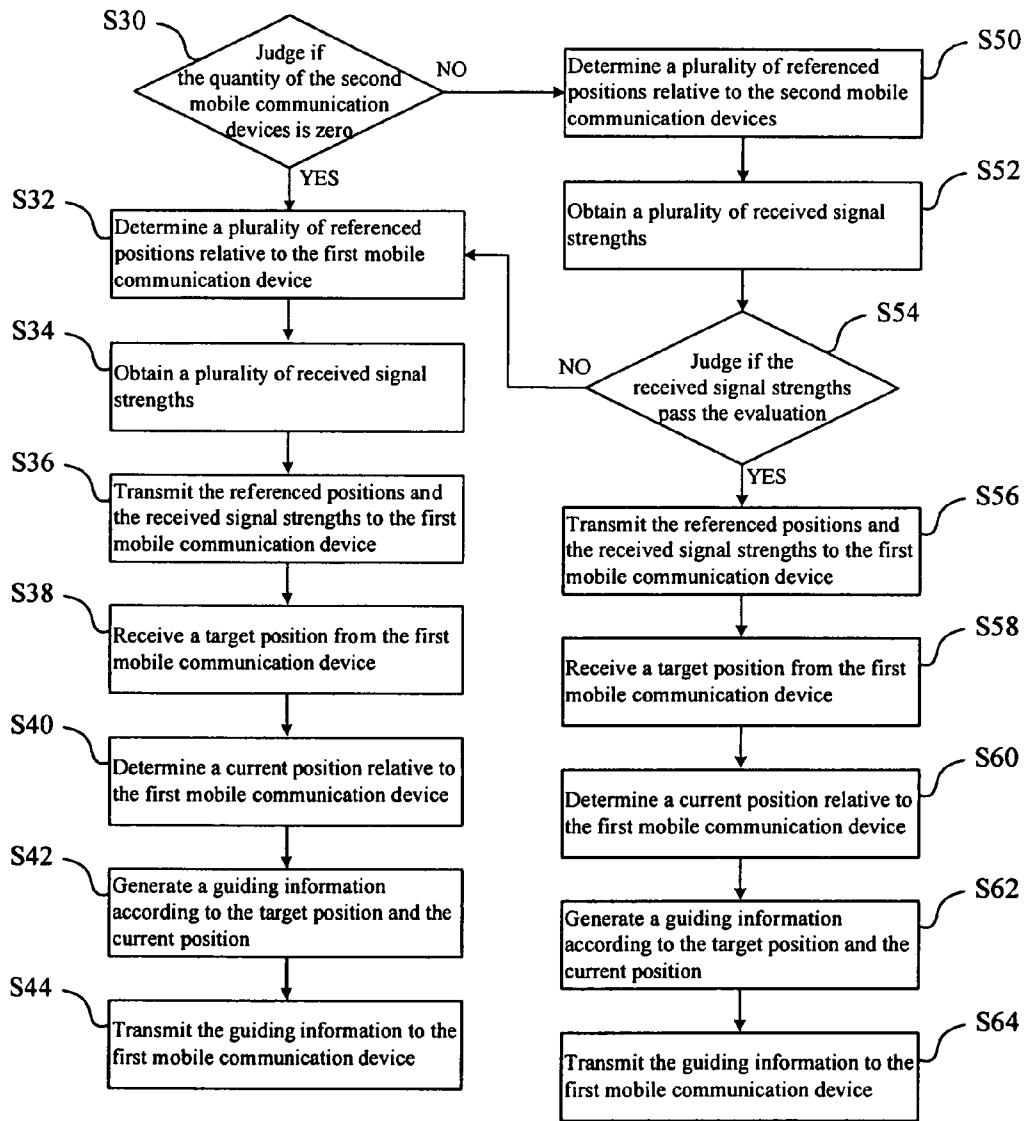 S30
Judge if
the quantity of the second
mobile communication
devices is zero
NO
YES
S32
Determine a plurality of referenced
positions relative to the first mobile
communication device
S34
Obtain a plurality of received signal
strengths
S36
Transmit the referenced positions and
the received signal strengths to the first
mobile communication device
S38
Receive a target position from the first
mobile communication device
S40
Determine a current position relative to
the first mobile communication device
S42
Generate a guiding information
according to the target position and the
current position
S44
Transmit the guiding information to the
first mobile communication device
S50
Determine a plurality of referenced
positions relative to the second mobile
communication devices
S52
Obtain a plurality of received signal
strengths
S54
Judge if the
received signal strengths
pass the evaluation
NO
YES
S56
Transmit the referenced positions and
the received signal strengths to the first
mobile communication device
S58
Receive a target position from the first
mobile communication device
S60
Determine a current position relative to
the first mobile communication device
S62
Generate a guiding information
according to the target position and the
current position
S64
Transmit the guiding information to the
first mobile communication device